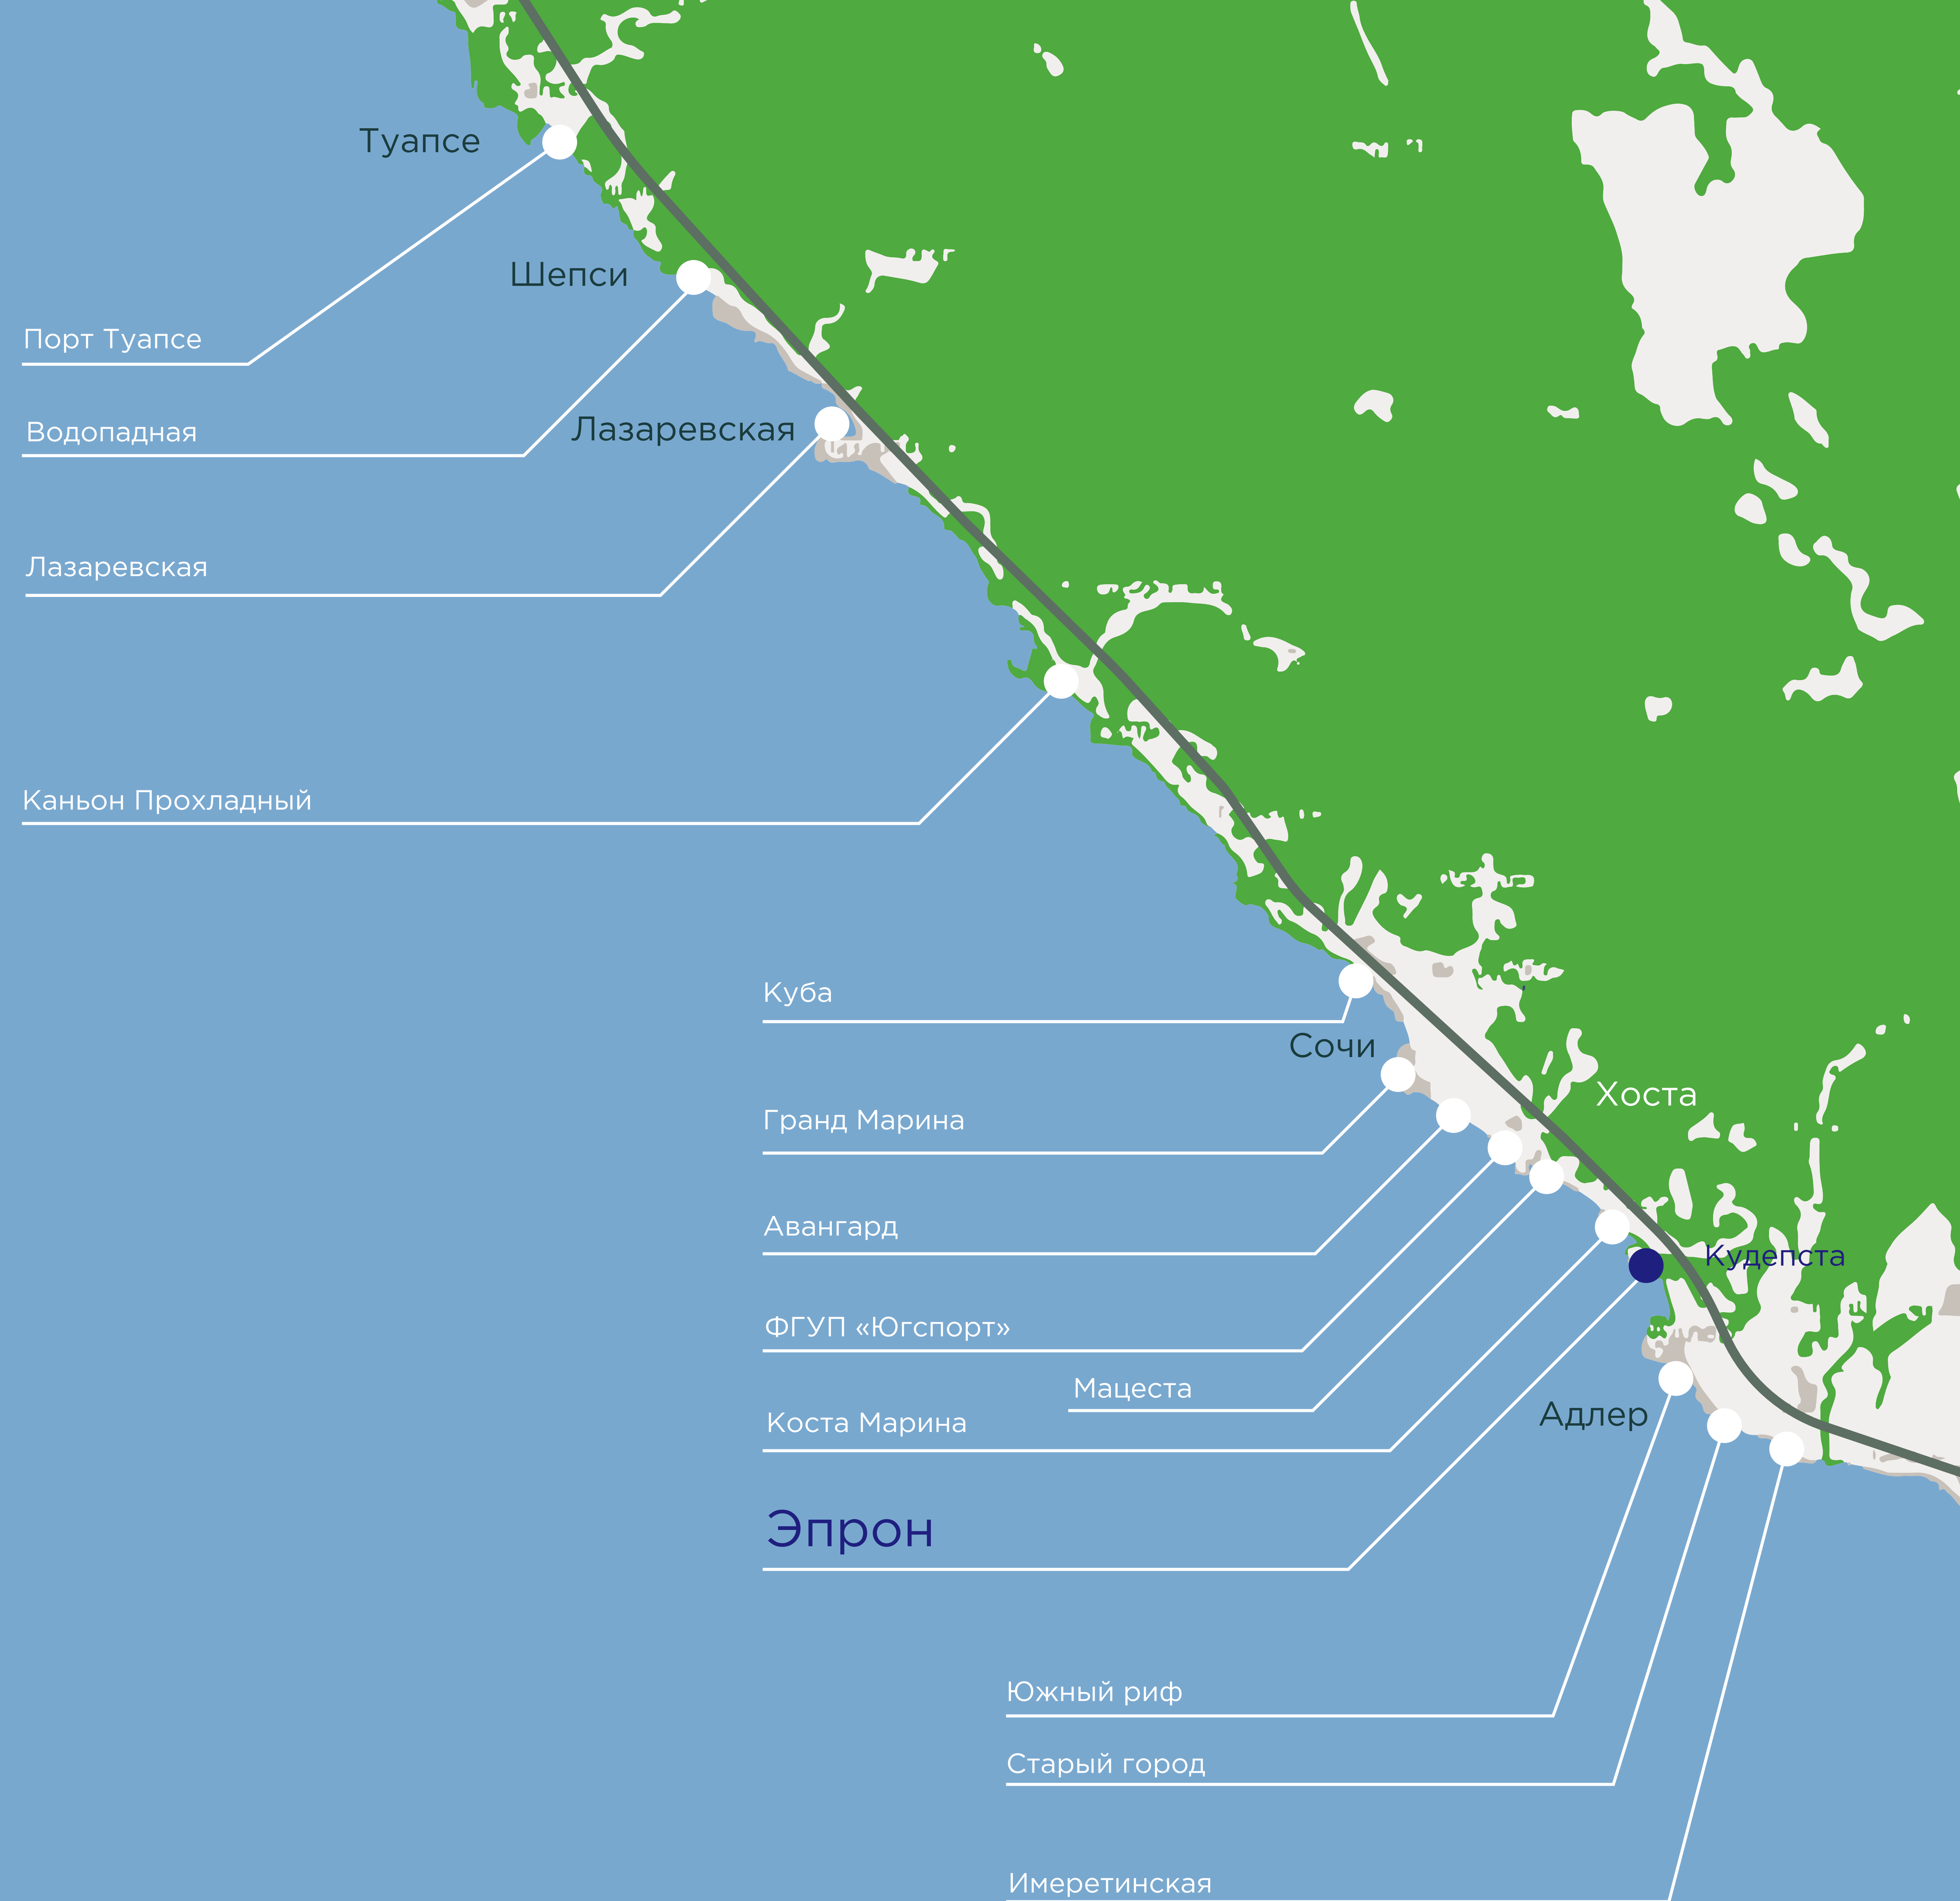 Туапсе
Шепси
Порт Туапсе
Водопадная
Лазаревская
Лазаревская
Каньон Прохладный
Куба
Сочи
Хоста
Гранд Марина
Авангард
Кудепста
ФГУП «Югспорт»
Мацеста
Адлер
Коста Марина
Эпрон
Южный риф
Старый город
Имеретинская